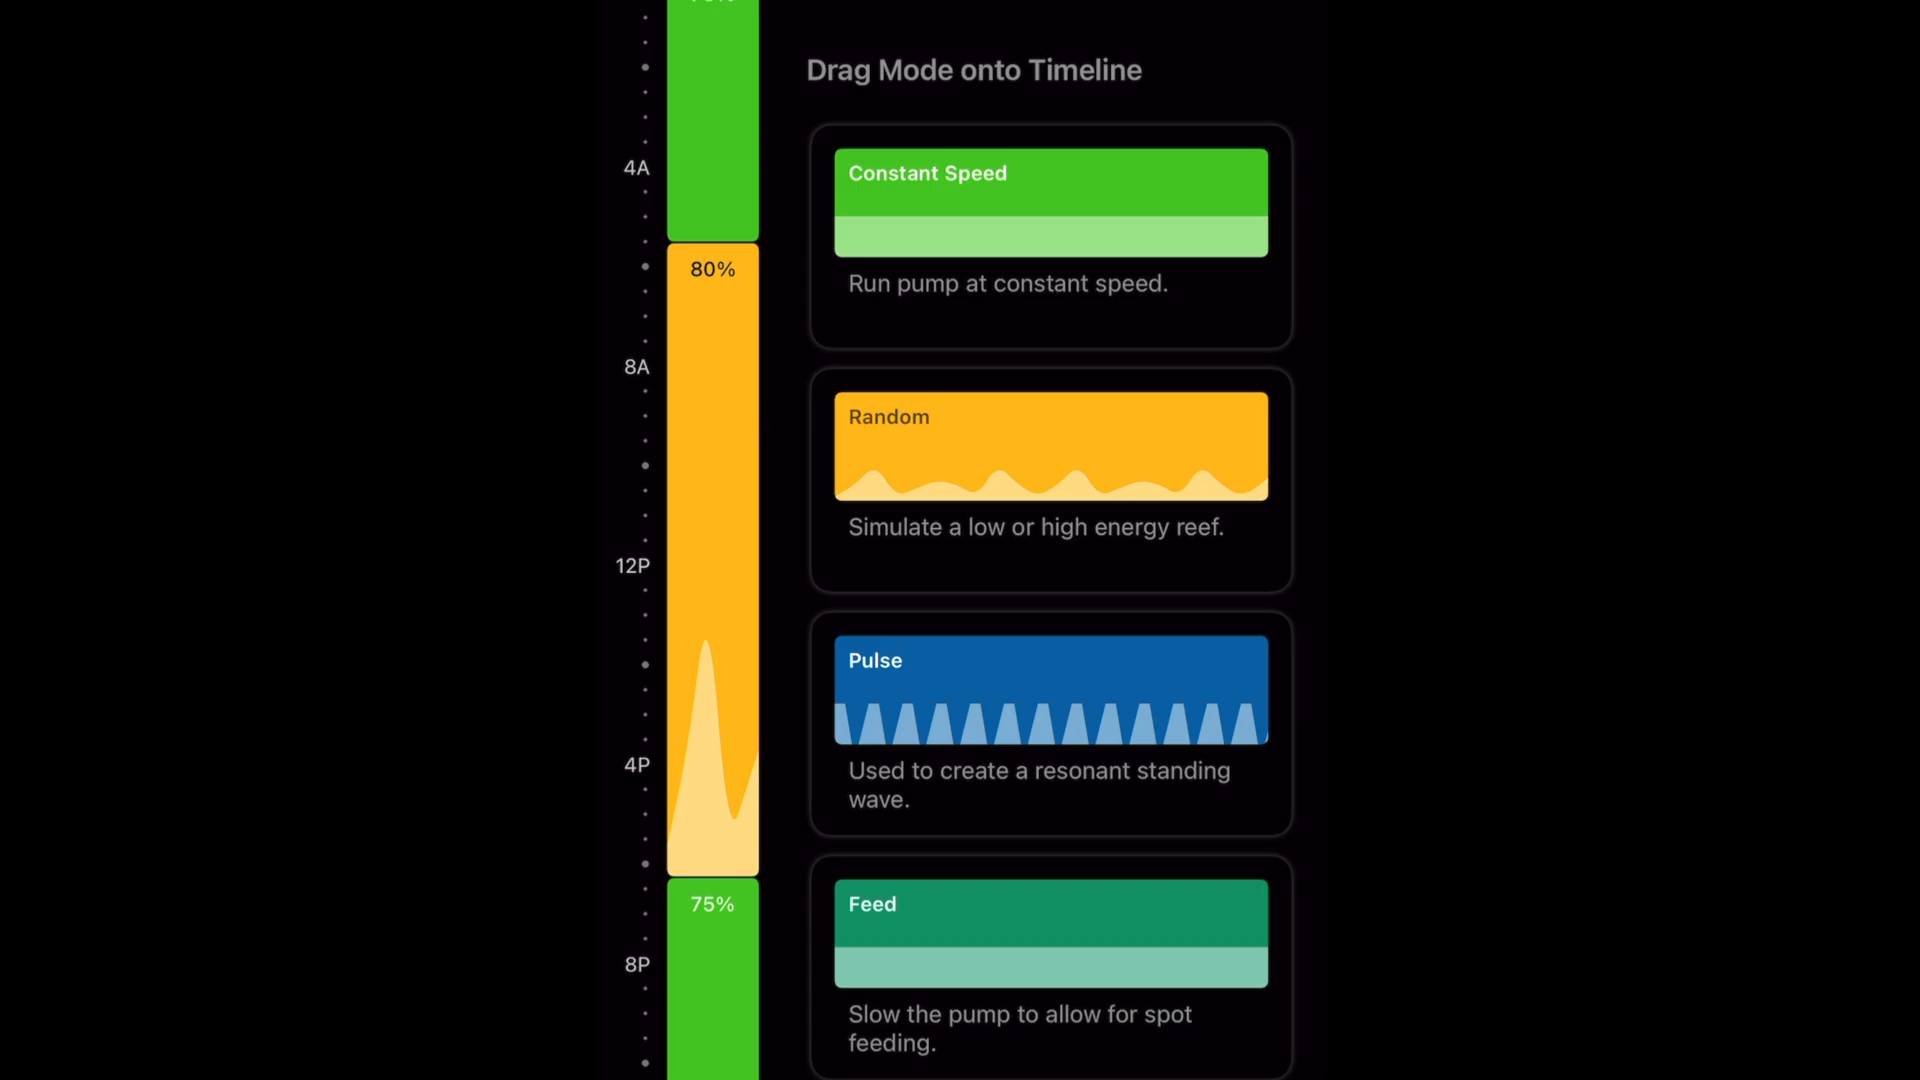 Drag Mode onto Timeline
4A
80%
8A
12P
4P
75%
8P
Constant Speed
Run pump at constant speed.
Random
Simulate a low or high energy reef.
Pulse
Used to create a resonant standing
wave.
Feed
Slow the pump to allow for spot
feeding.